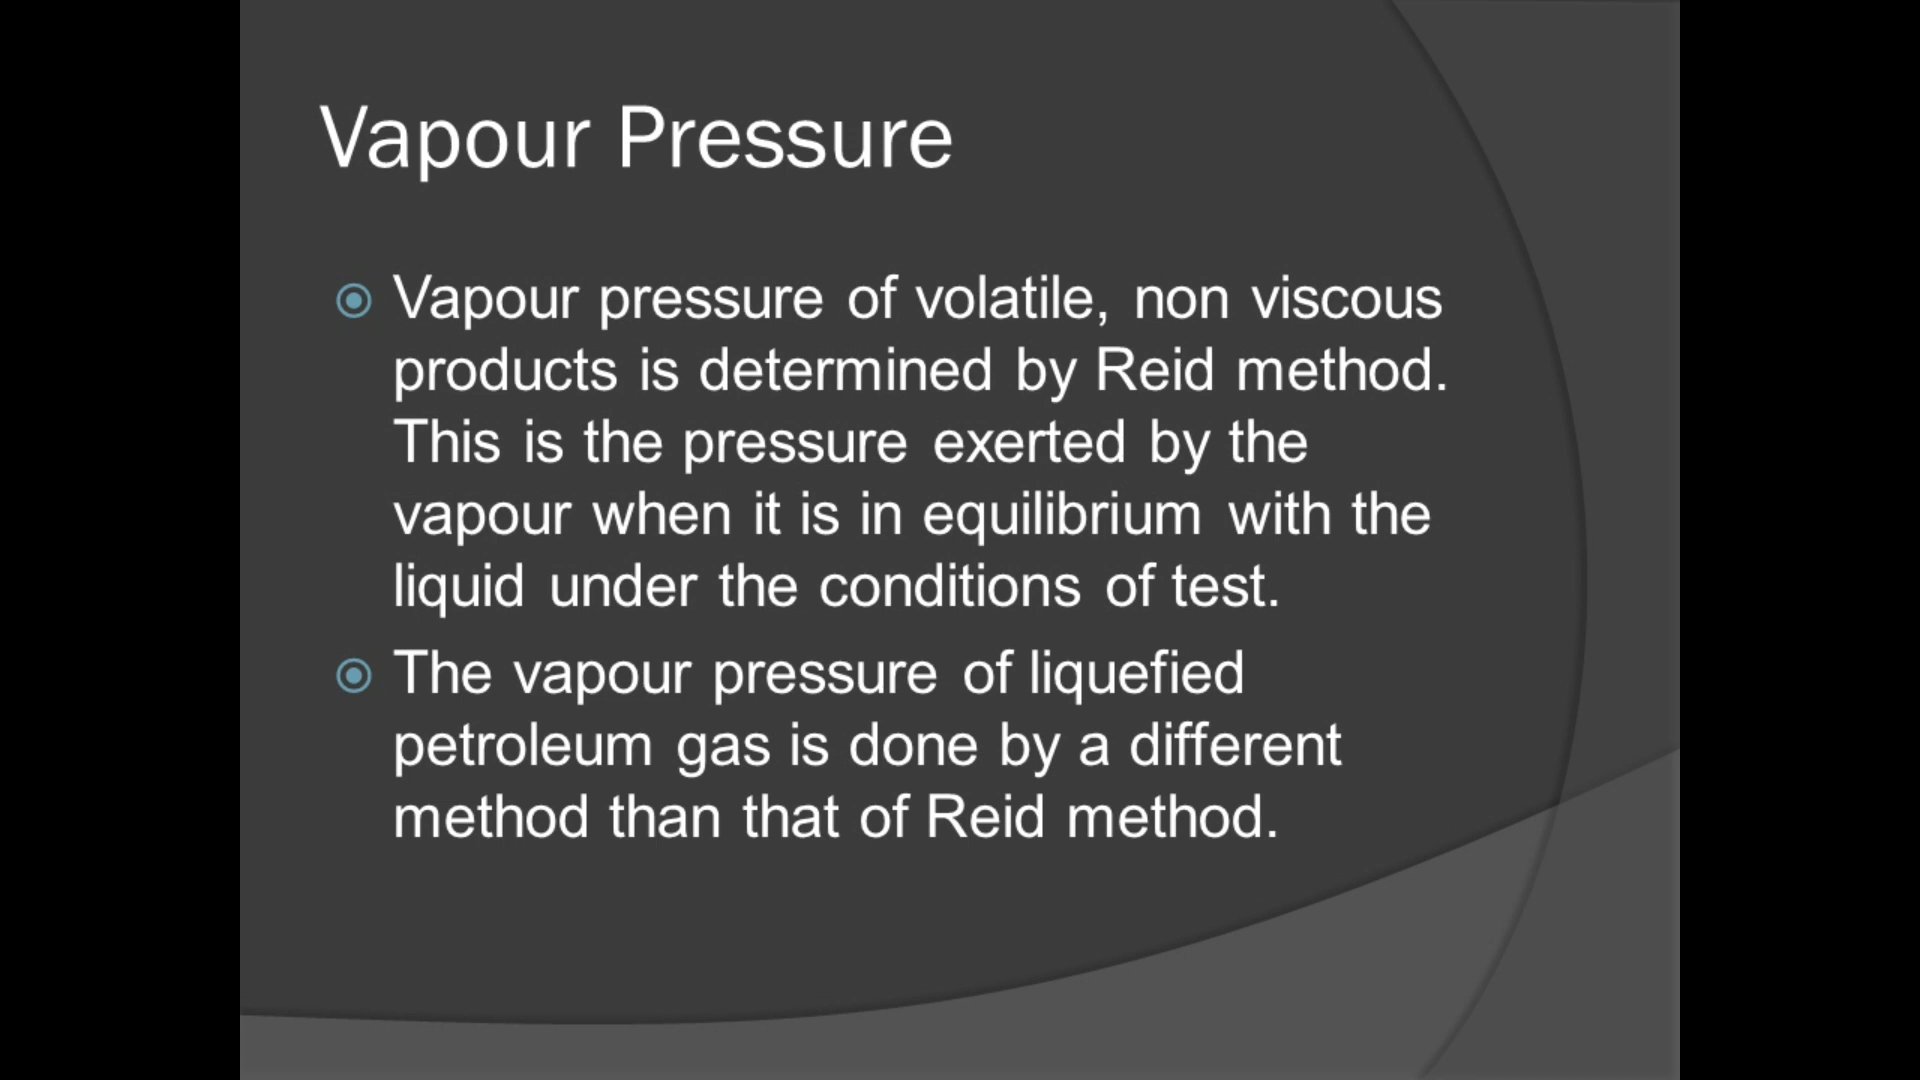 Vapour Pressure
Vapour pressure of volatile, non viscous
products is determined by Reid method.
This is the pressure exerted by the
vapour when it is in equilibrium with the
liquid under the conditions of test.
The vapour pressure of liquefied
petroleum gas is done by a different
method than that of Reid method.